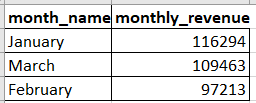 month_name monthly_revenue
January 116294
March 109463
February 97213